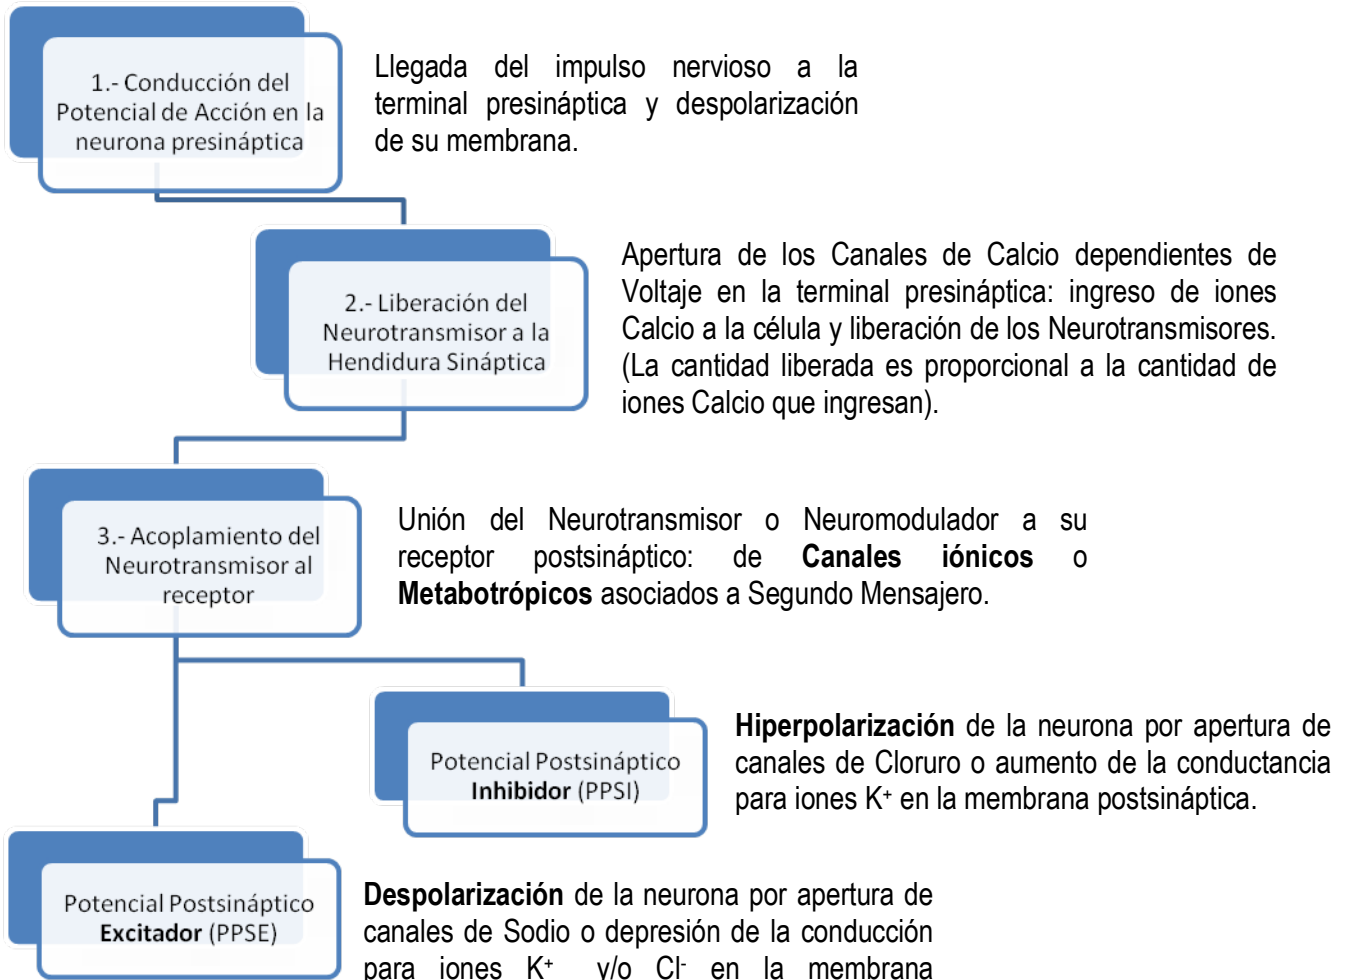 1.- Conducción del
Potencial de Acción en la
neurona presináptica
Llegada del impulso nervioso a la
terminal presináptica y despolarización
de su membrana.
2.- Liberación del
Neurotransmisor a la
Hendidura Sináptica
Apertura de los Canales de Calcio dependientes de
Voltaje en la terminal presináptica: ingreso de iones
Calcio a la célula y liberación de los Neurotransmisores.
(La cantidad liberada es proporcional a la cantidad de
iones Calcio que ingresan).
3.- Acoplamiento del
Neurotransmisor al
receptor
Unión del Neurotransmisor o Neuromodulador a su
receptor postsináptico: de Canales iónicos o
Metabotrópicos asociados a Segundo Mensajero.
Potencial Postsináptico
Inhibidor (PPSI)
Hiperpolarización de la neurona por apertura de
canales de Cloruro o aumento de la conductancia
para iones K⁺ en la membrana postsináptica.
Potencial Postsináptico
Excitador (PPSE)
Despolarización de la neurona por apertura de
canales de Sodio o depresión de la conducción
para iones K⁺ y/o Cl⁻ en la membrana